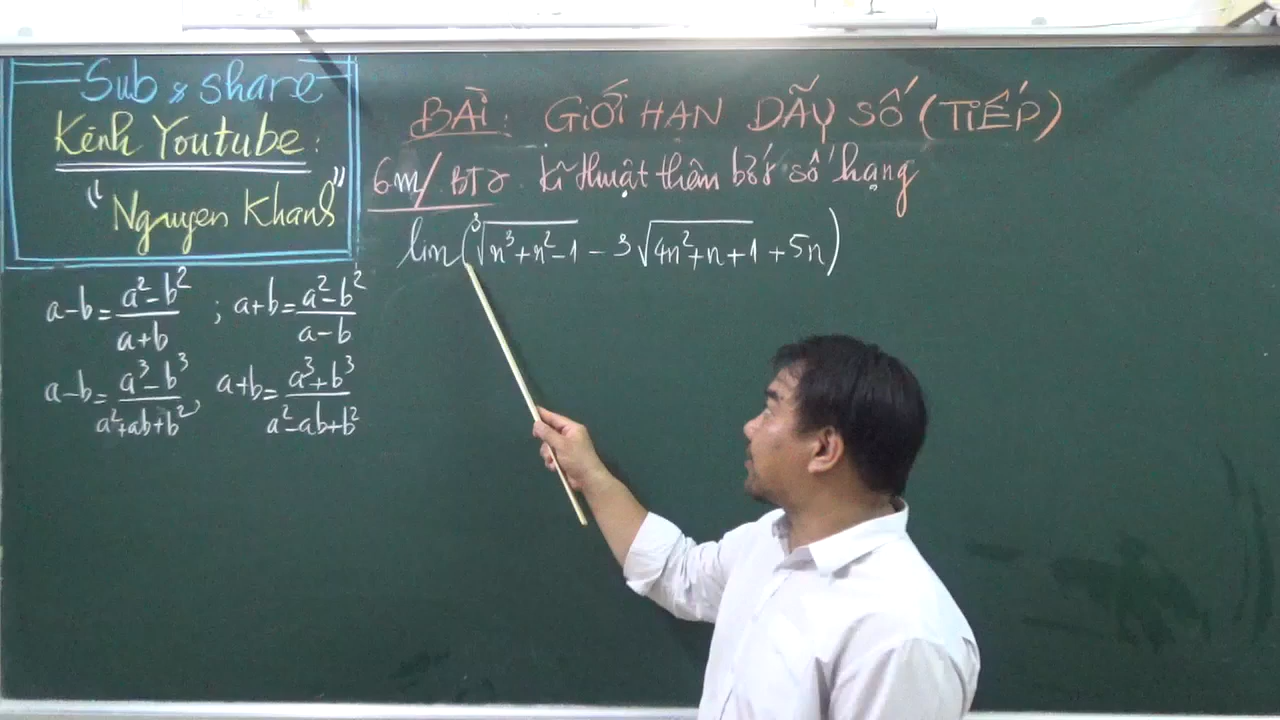 Sub & share
Kênh Youtube:
"Nguyen Khanh"
BÀI: GIỚI HẠN DÃY SỐ (TIẾP)
6m/ BT2 kĩ thuật thêm bớt số hạng
lim(∛(n³+n²-1) - 3√(4n²+n+1) + 5n)
a-b = (a²-b²)/(a+b) ; a+b = (a²-b²)/(a-b)
a-b = (a³-b³)/(a²+ab+b²), a+b = (a³+b³)/(a²-ab+b²)